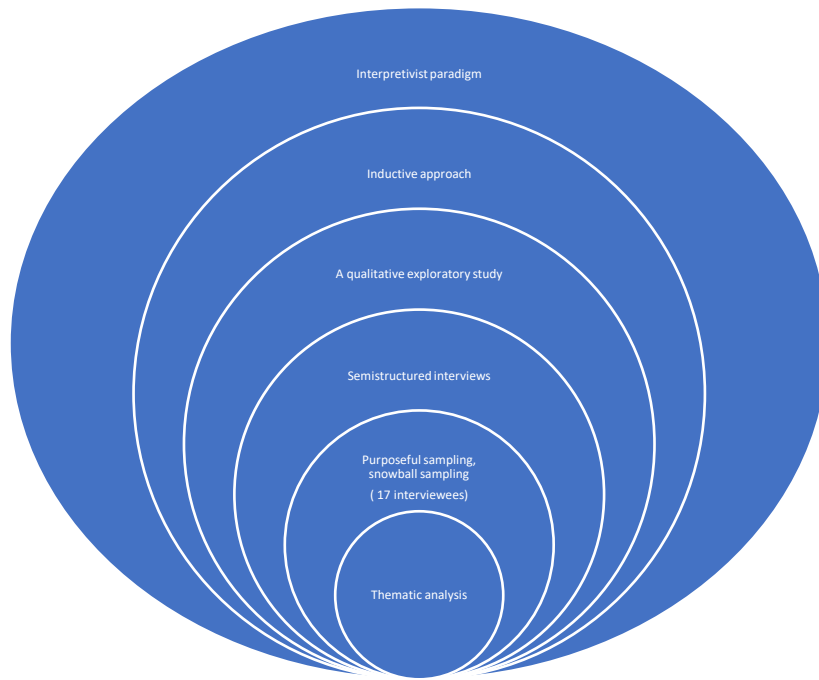 Interpretivist paradigm
Inductive approach
A qualitative exploratory study
Semistructured interviews
Purposeful sampling,
snowball sampling
( 17 interviewees)
Thematic analysis